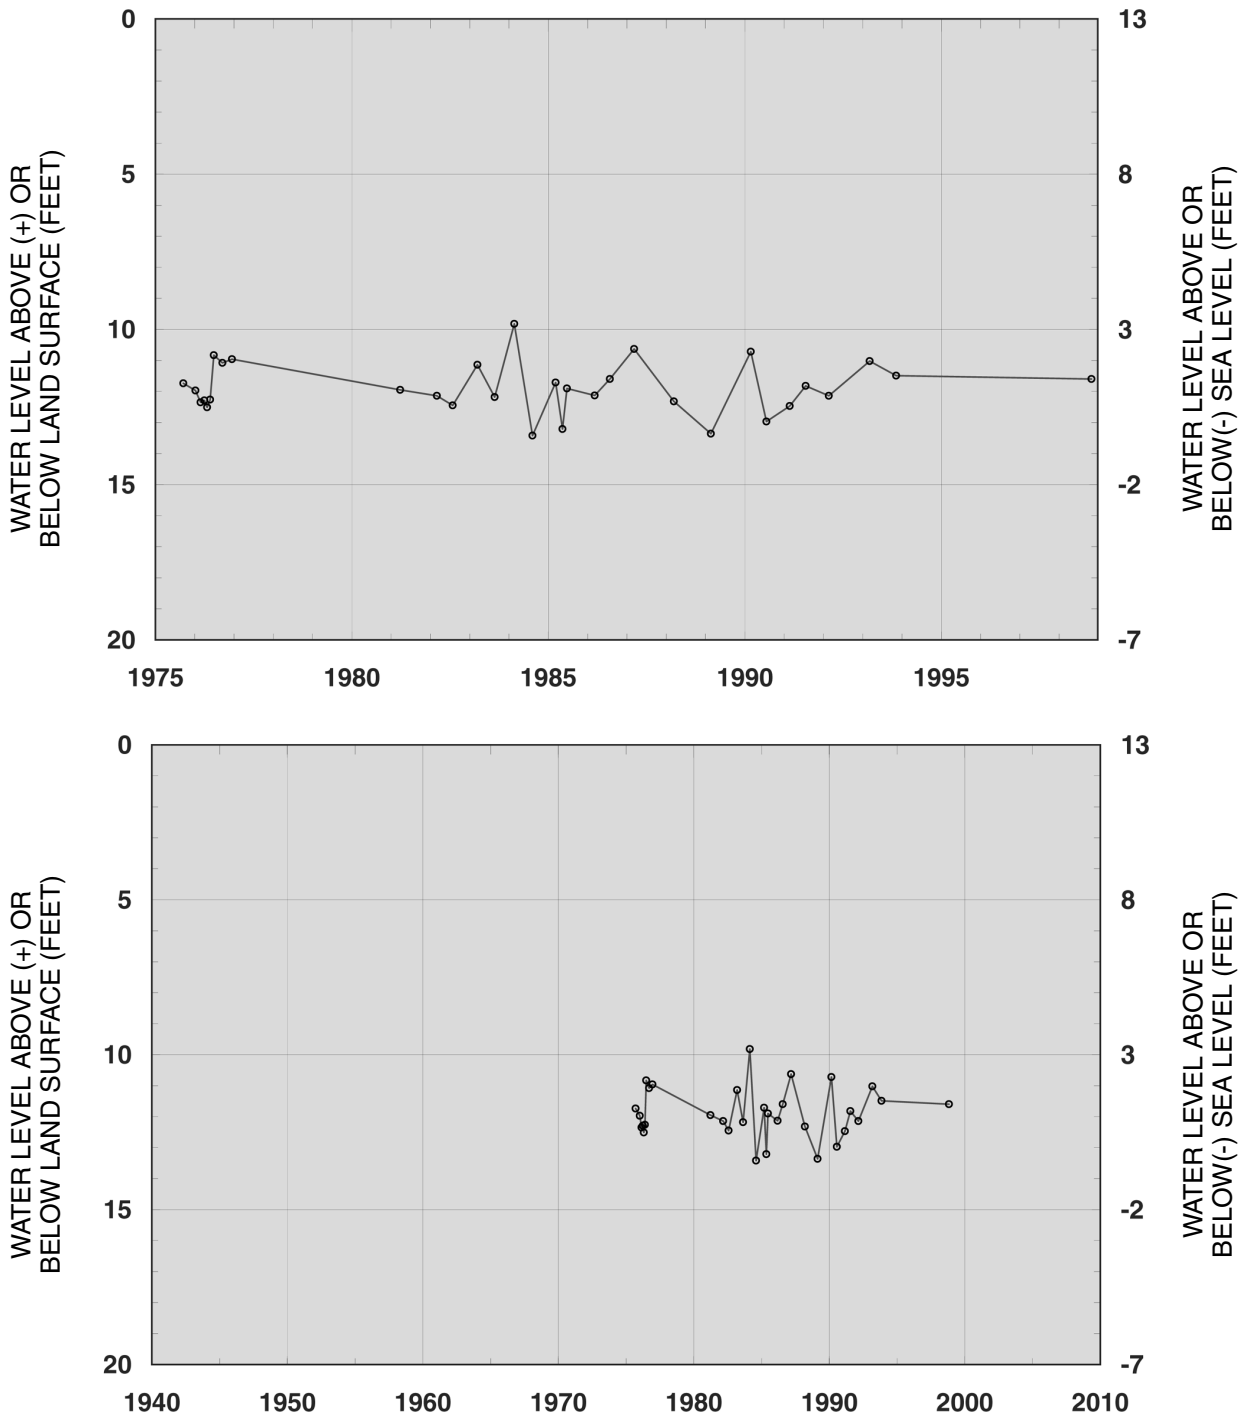 0
5
10
15
20
WATER LEVEL ABOVE (+) OR
BELOW LAND SURFACE (FEET)
13
8
3
-2
-7
WATER LEVEL ABOVE OR
BELOW(-) SEA LEVEL (FEET)
1975 1980 1985 1990 1995
0
5
10
15
20
WATER LEVEL ABOVE (+) OR
BELOW LAND SURFACE (FEET)
13
8
3
-2
-7
WATER LEVEL ABOVE OR
BELOW(-) SEA LEVEL (FEET)
1940 1950 1960 1970 1980 1990 2000 2010